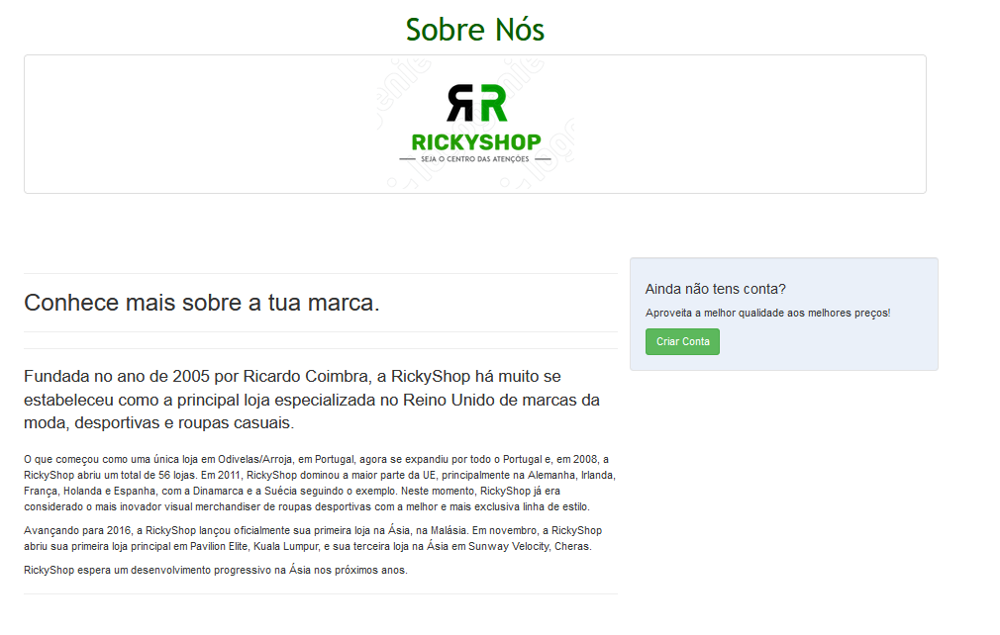 Sobre Nós
RR
RICKYSHOP
SEJA O CENTRO DAS ATENÇÕES
Conhece mais sobre a tua marca.
Ainda não tens conta?
Aproveita a melhor qualidade aos melhores preços!
Criar Conta
Fundada no ano de 2005 por Ricardo Coimbra, a RickyShop há muito se
estabeleceu como a principal loja especializada no Reino Unido de marcas da
moda, desportivas e roupas casuais.
O que começou como uma única loja em Odivelas/Arroja, em Portugal, agora se expandiu por todo o Portugal e, em 2008, a
RickyShop abriu um total de 56 lojas. Em 2011, RickyShop dominou a maior parte da UE, principalmente na Alemanha, Irlanda,
França, Holanda e Espanha, com a Dinamarca e a Suécia seguindo o exemplo. Neste momento, RickyShop já era
considerado o mais inovador visual merchandiser de roupas desportivas com a melhor e mais exclusiva linha de estilo.
Avançando para 2016, a RickyShop lançou oficialmente sua primeira loja na Ásia, na Malásia. Em novembro, a RickyShop
abriu sua primeira loja principal em Pavilion Elite, Kuala Lumpur, e sua terceira loja na Ásia em Sunway Velocity, Cheras.
RickyShop espera um desenvolvimento progressivo na Ásia nos próximos anos.